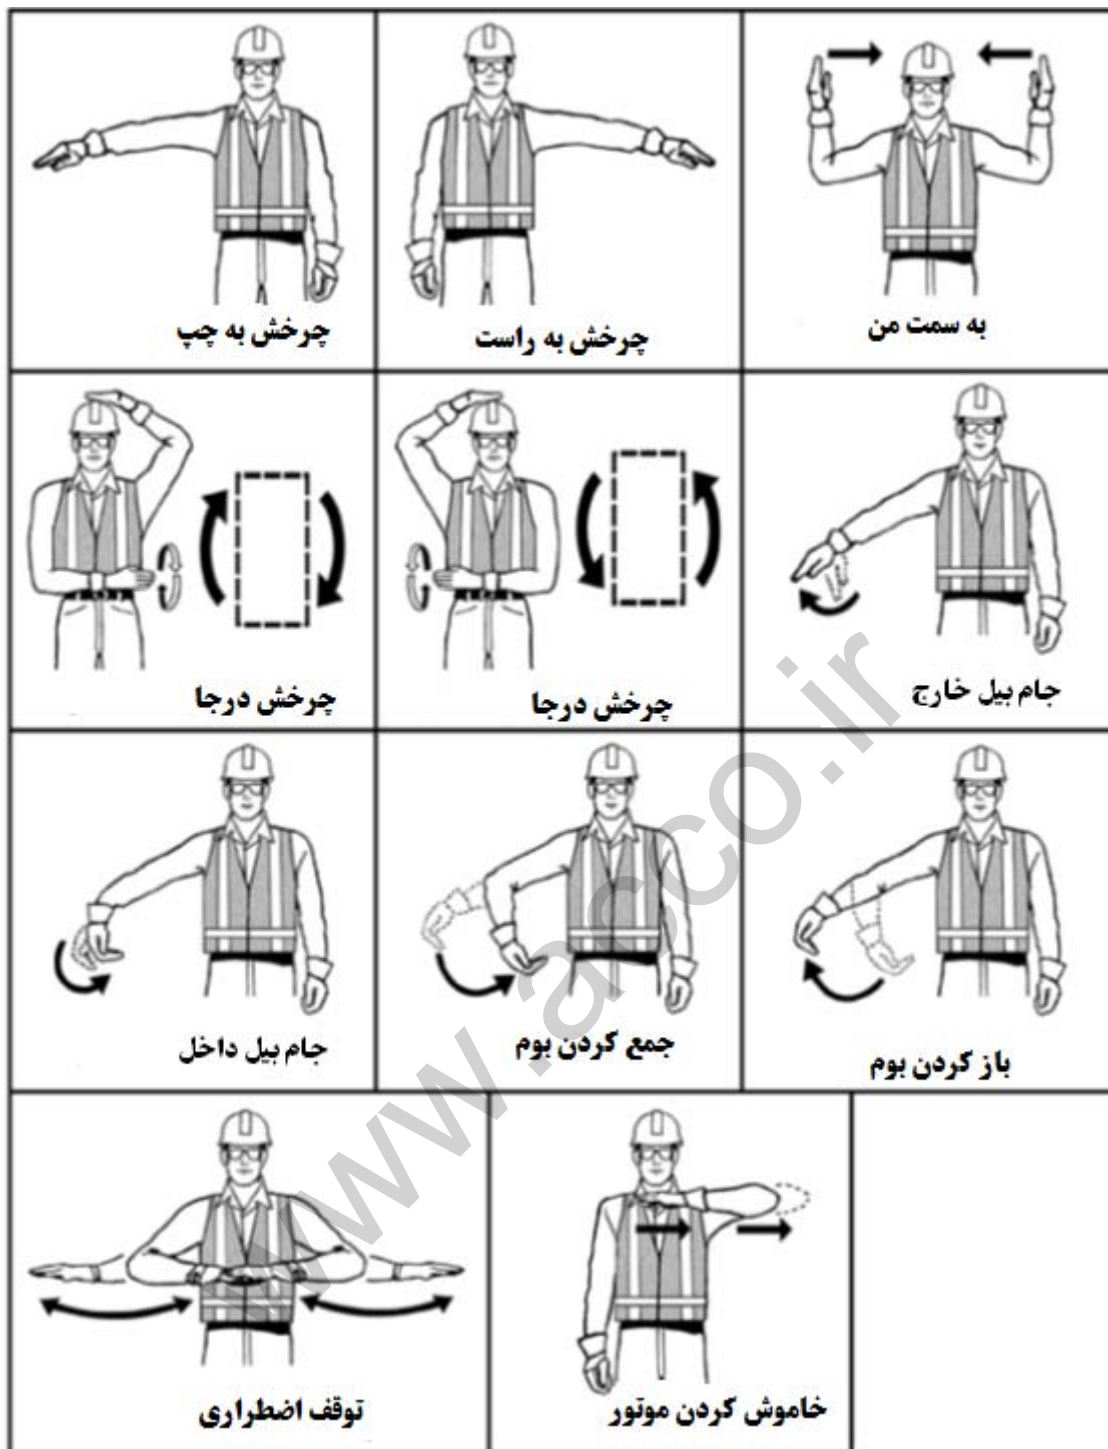 به سمت من
چرخش به راست
چرخش به چپ
جام بیل خارج
چرخش درجا
چرخش درجا
باز کردن بوم
جمع کردن بوم
جام بیل داخل
خاموش کردن موتور
توقف اضطراری
www.acco.ir